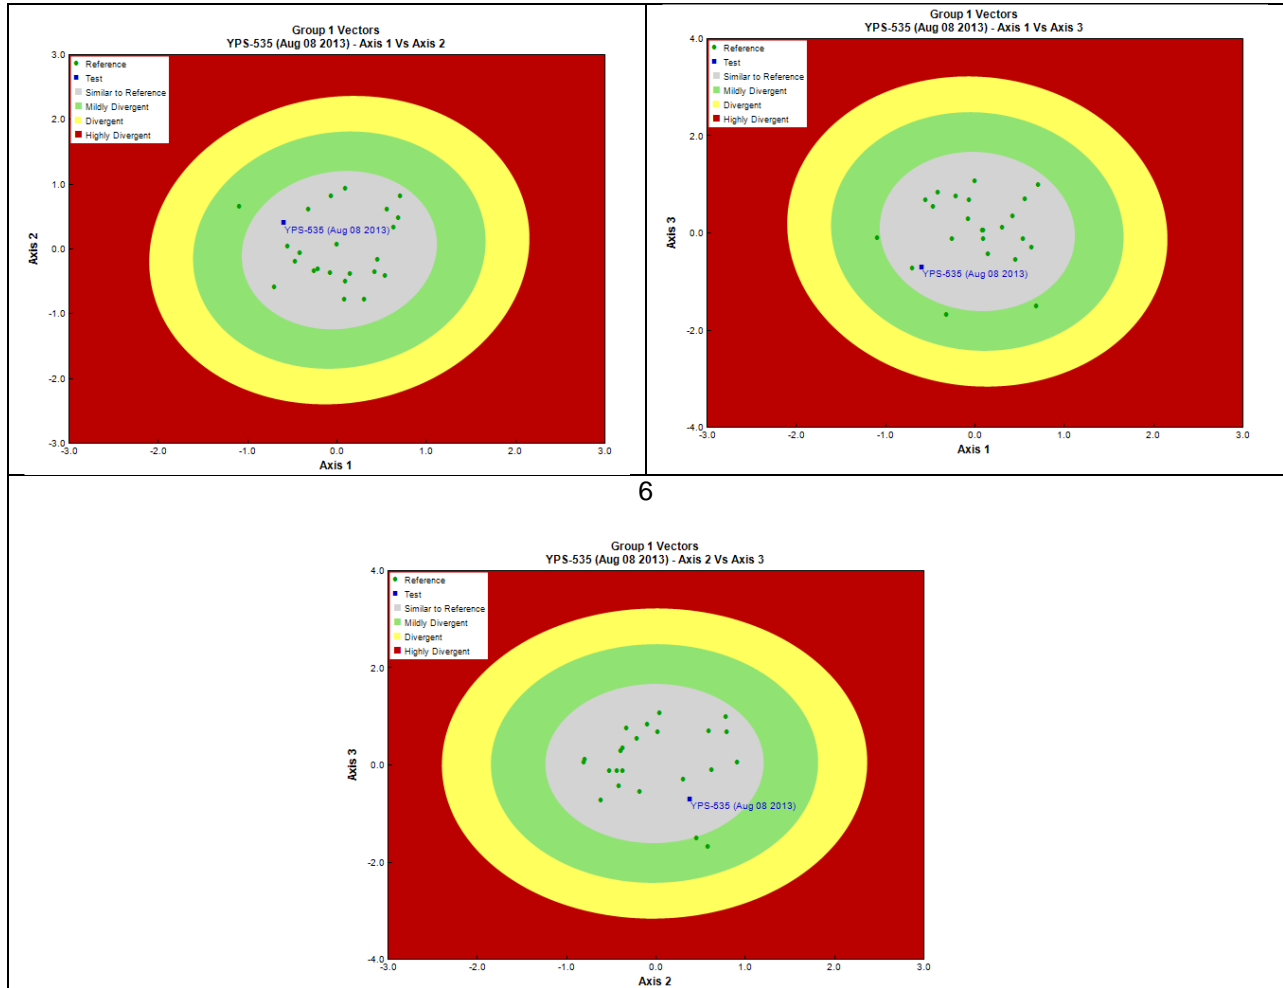 Group 1 Vectors
YPS-535 (Aug 08 2013) - Axis 1 Vs Axis 2
Reference
Test
Similar to Reference
Mildly Divergent
Divergent
Highly Divergent
3.0
2.0
1.0
0.0
-1.0
-2.0
-3.0
Axis 2
YPS-535 (Aug 08 2013)
-3.0 -2.0 -1.0 0.0 1.0 2.0 3.0
Axis 1
Group 1 Vectors
YPS-535 (Aug 08 2013) - Axis 1 Vs Axis 3
Reference
Test
Similar to Reference
Mildly Divergent
Divergent
Highly Divergent
4.0
2.0
0.0
-2.0
-4.0
Axis 3
YPS-535 (Aug 08 2013)
-3.0 -2.0 -1.0 0.0 1.0 2.0 3.0
Axis 1
6
Group 1 Vectors
YPS-535 (Aug 08 2013) - Axis 2 Vs Axis 3
Reference
Test
Similar to Reference
Mildly Divergent
Divergent
Highly Divergent
4.0
2.0
0.0
-2.0
-4.0
Axis 3
YPS-535 (Aug 08 2013)
-3.0 -2.0 -1.0 0.0 1.0 2.0 3.0
Axis 2